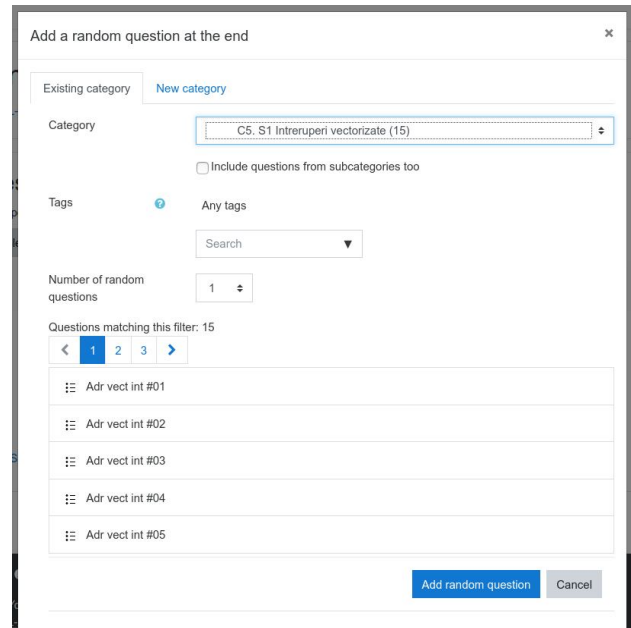 Add a random question at the end
×
Existing category
New category
Category
C5. S1 Intreruperi vectorizate (15)
Include questions from subcategories too
Tags
Any tags
Search
Number of random
questions
1
Questions matching this filter: 15
1 2 3
Adr vect int #01
Adr vect int #02
Adr vect int #03
Adr vect int #04
Adr vect int #05
Add random question
Cancel